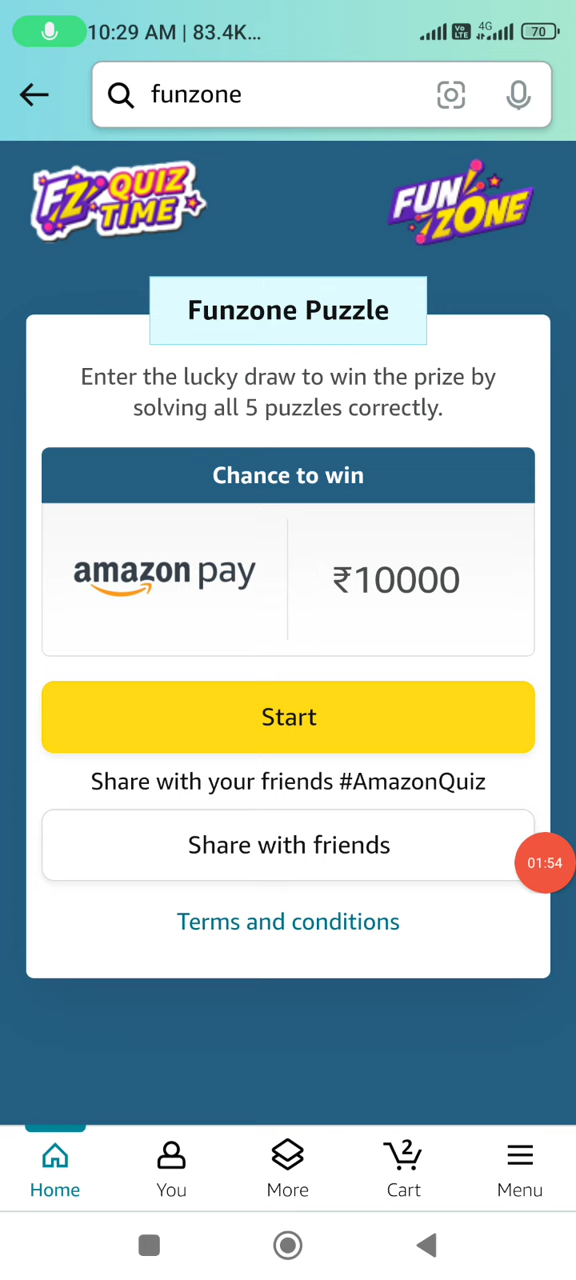 10:29 AM | 83.4K...
Vo LTE
4G
70
funzone
FZ QUIZ TIME
FUN ZONE
Funzone Puzzle
Enter the lucky draw to win the prize by
solving all 5 puzzles correctly.
Chance to win
amazon pay
₹10000
Start
Share with your friends #AmazonQuiz
Share with friends
01:54
Terms and conditions
2
Home
You
More
Cart
Menu